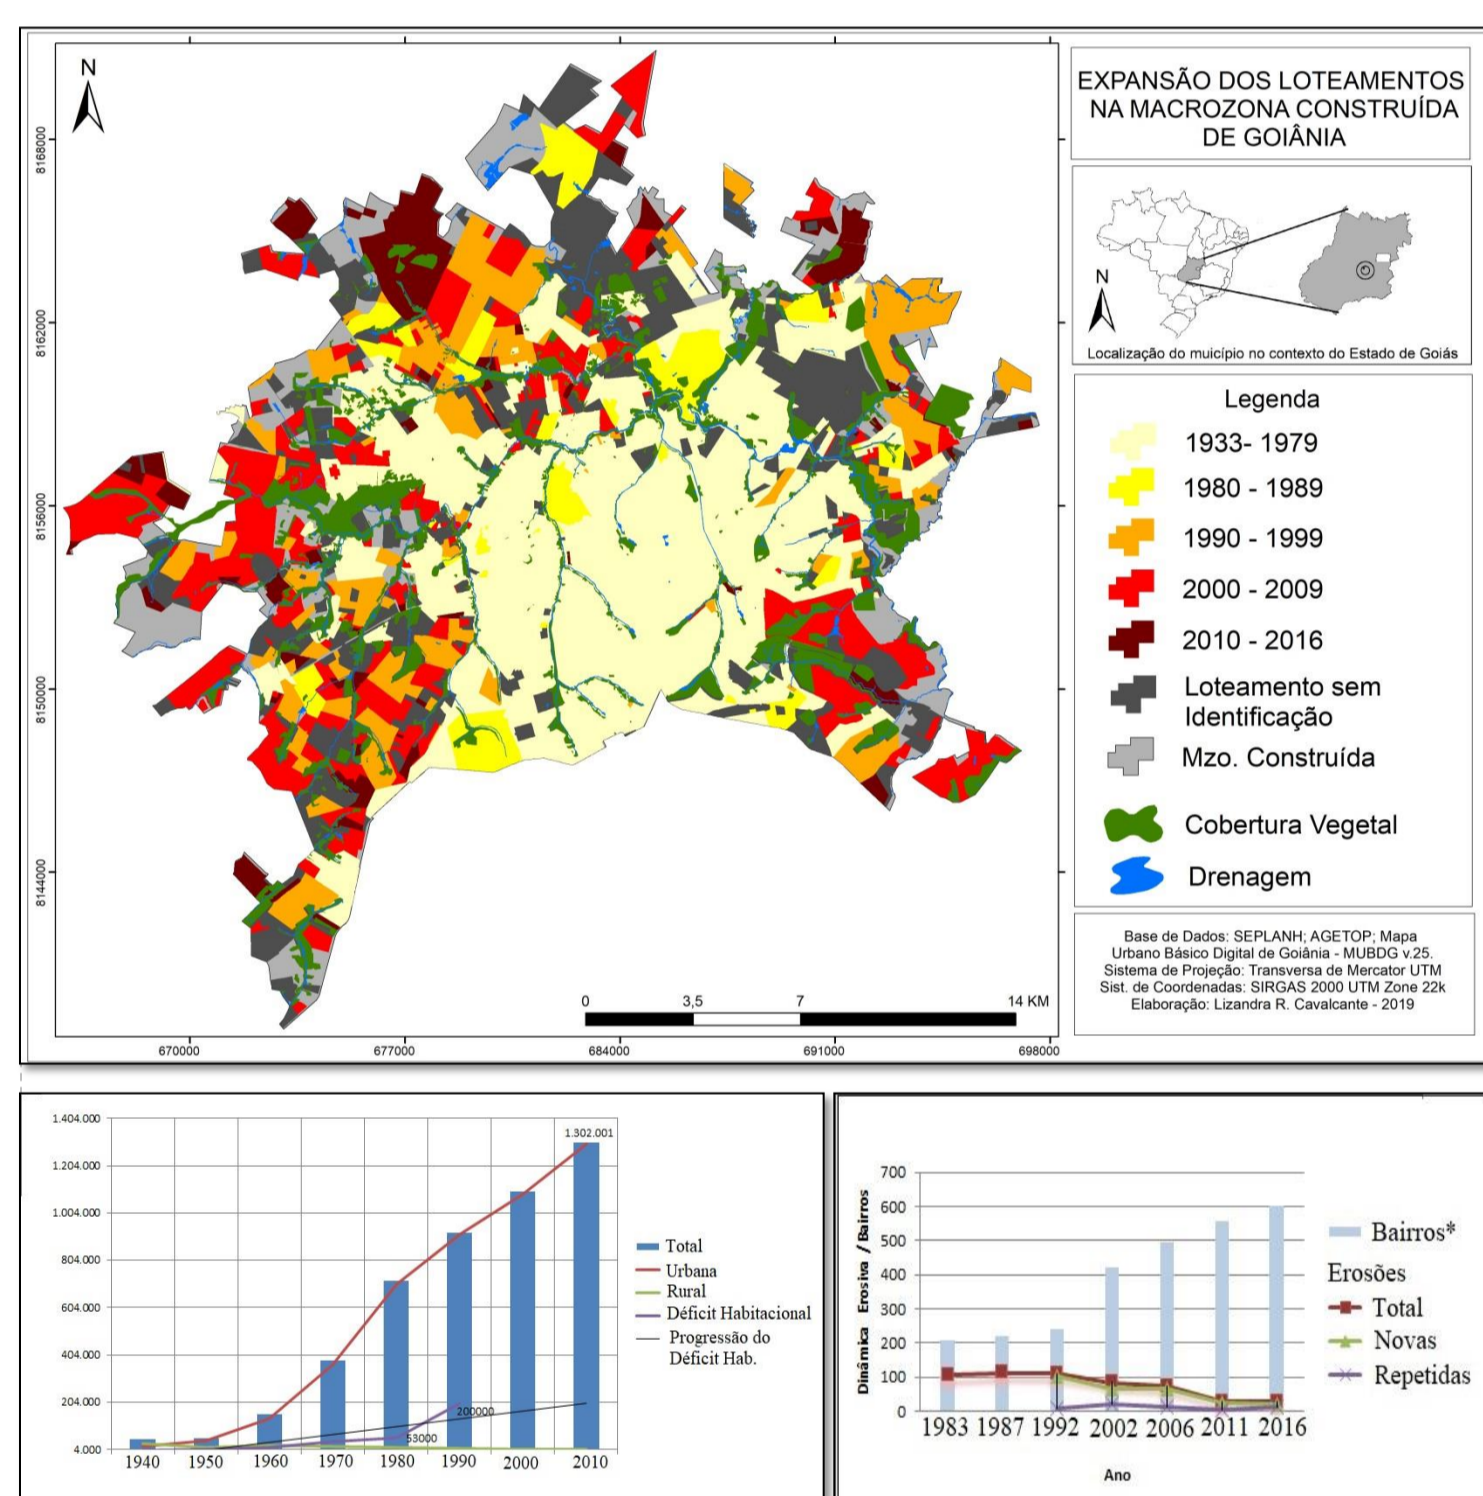 EXPANSÃO DOS LOTEAMENTOS
NA MACROZONA CONSTRUÍDA
DE GOIÂNIA
N
8168000
8162000
8156000
8150000
8144000
670000
677000
684000
691000
698000
0
3,5
7
14 KM
N
Localização do muicípio no contexto do Estado de Goiás
Legenda
1933- 1979
1980 - 1989
1990 - 1999
2000 - 2009
2010 - 2016
Loteamento sem
Identificação
Mzo. Construída
Cobertura Vegetal
Drenagem
Base de Dados: SEPLANH; AGETOP; Mapa
Urbano Básico Digital de Goiânia - MUBDG v.25.
Sistema de Projeção: Transversa de Mercator UTM
Sist. de Coordenadas: SIRGAS 2000 UTM Zone 22k
Elaboração: Lizandra R. Cavalcante - 2019
1.404.000
1.204.000
1.004.000
804.000
604.000
404.000
204.000
4.000
1.302.001
200000
53000
1940 1950 1960 1970 1980 1990 2000 2010
Total
Urbana
Rural
Déficit Habitacional
Progressão do
Déficit Hab.
Dinâmica Erosiva / Bairros
700
600
500
400
300
200
100
0
1983 1987 1992 2002 2006 2011 2016
Ano
Bairros*
Erosões
Total
Novas
Repetidas